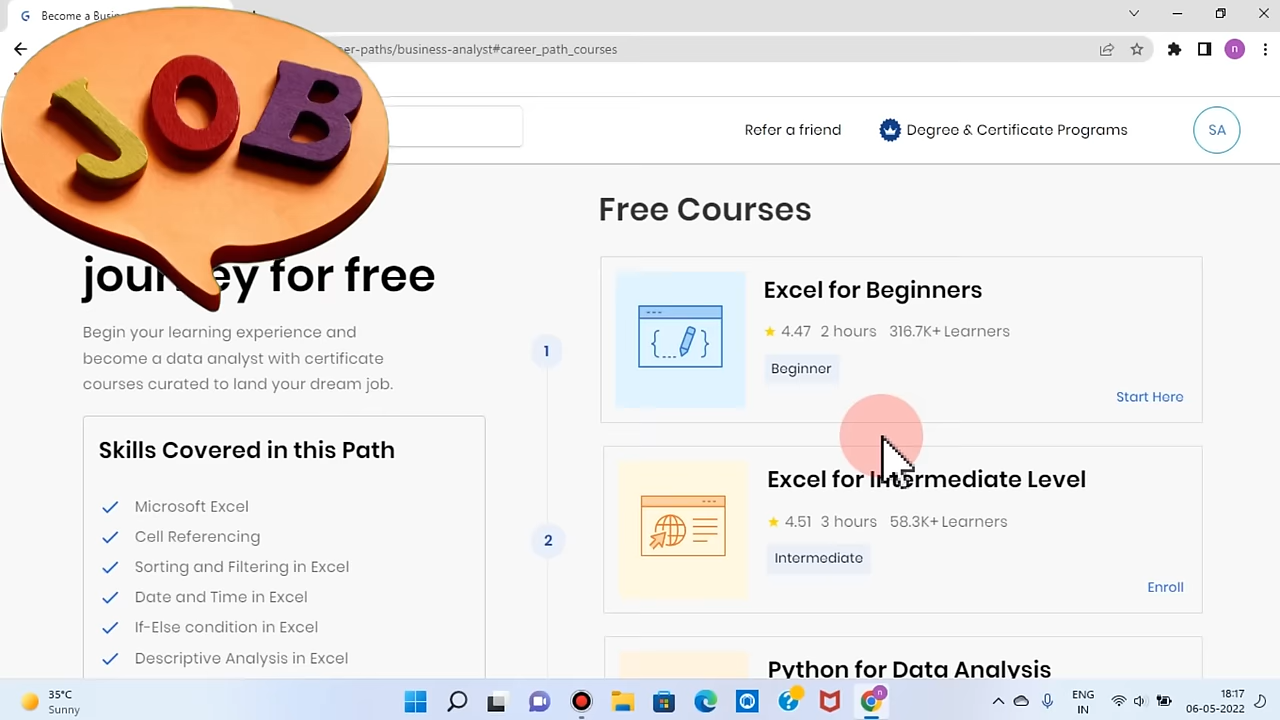 Become a Busi
er-paths/business-analyst#career_path_courses
n
JOB
Refer a friend
Degree & Certificate Programs
SA
Free Courses
journey for free
Begin your learning experience and
become a data analyst with certificate
courses curated to land your dream job.
Skills Covered in this Path
Microsoft Excel
Cell Referencing
Sorting and Filtering in Excel
Date and Time in Excel
If-Else condition in Excel
Descriptive Analysis in Excel
1
Excel for Beginners
4.47 2 hours 316.7K+ Learners
Beginner
Start Here
2
Excel for Intermediate Level
4.51 3 hours 58.3K+ Learners
Intermediate
Enroll
Python for Data Analysis
35°C
Sunny
ENG
IN
18:17
06-05-2022